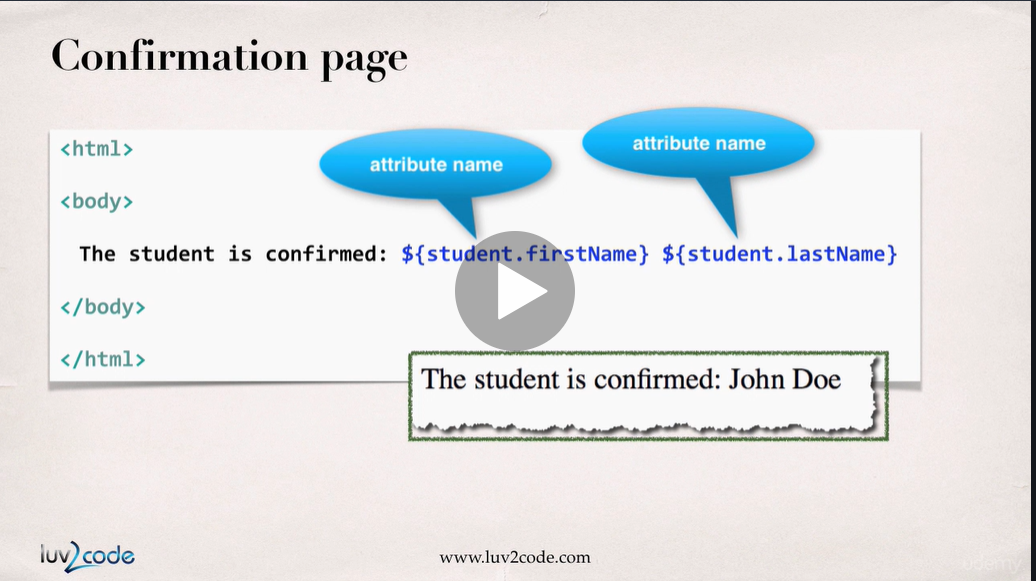 Confirmation page
attribute name
attribute name
<html>
<body>
The student is confirmed: ${student.firstName} ${student.lastName}
</body>
</html>
The student is confirmed: John Doe
luv2code
www.luv2code.com
udemy